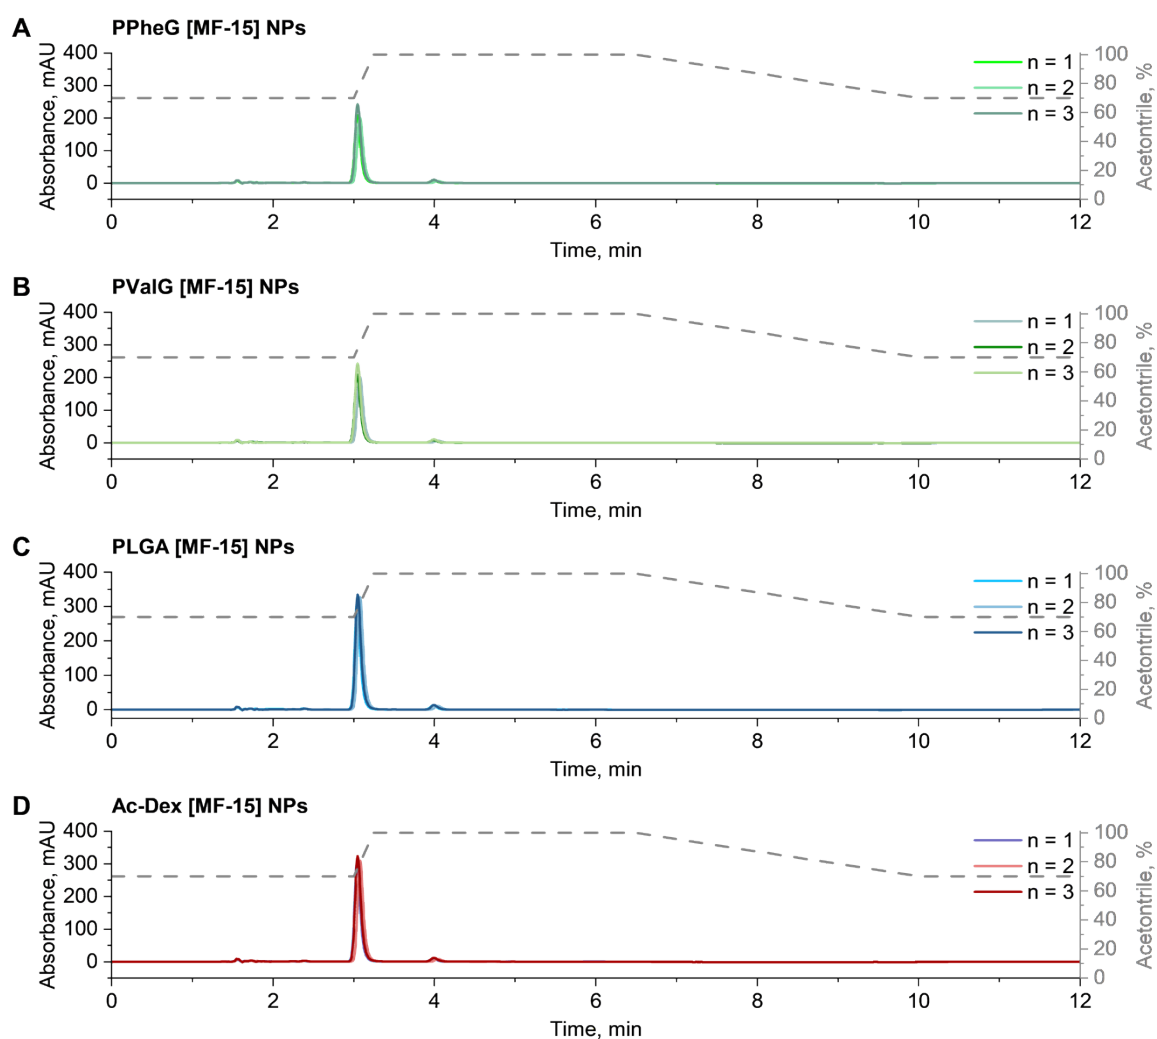 A PPheG [MF-15] NPs
Absorbance, mAU
400
300
200
100
0
n = 1
n = 2
n = 3
100
80
60
40
20
0
Acetontrile, %
0 2 4 6 8 10 12
Time, min
B PValG [MF-15] NPs
Absorbance, mAU
400
300
200
100
0
n = 1
n = 2
n = 3
100
80
60
40
20
0
Acetontrile, %
0 2 4 6 8 10 12
Time, min
C PLGA [MF-15] NPs
Absorbance, mAU
400
300
200
100
0
n = 1
n = 2
n = 3
100
80
60
40
20
0
Acetontrile, %
0 2 4 6 8 10 12
Time, min
D Ac-Dex [MF-15] NPs
Absorbance, mAU
400
300
200
100
0
n = 1
n = 2
n = 3
100
80
60
40
20
0
Acetontrile, %
0 2 4 6 8 10 12
Time, min